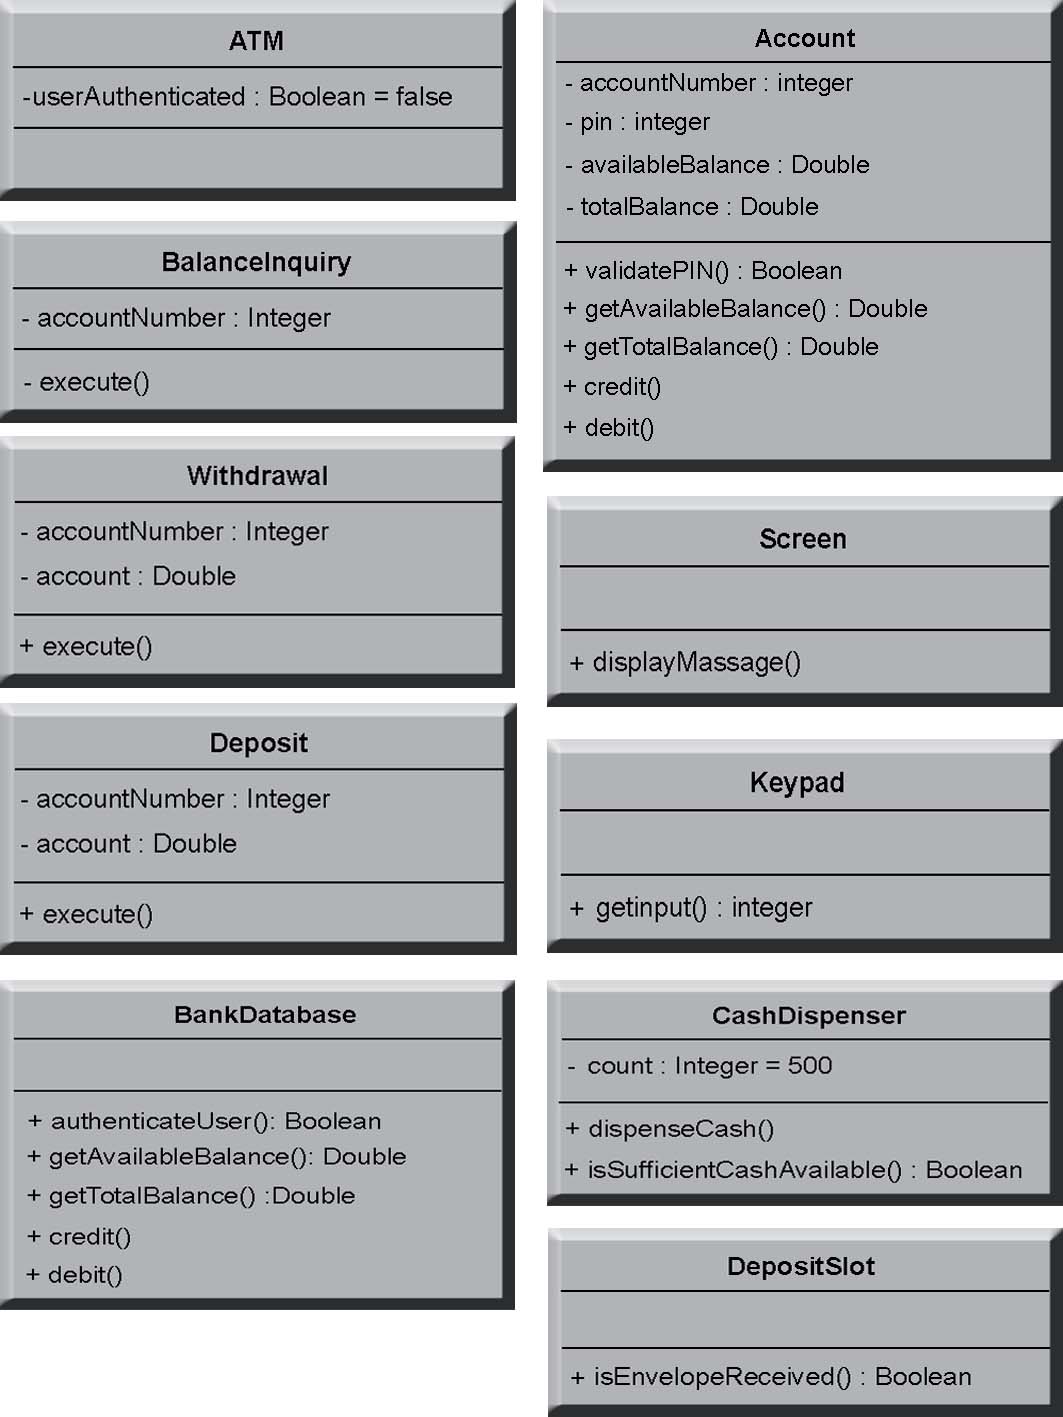 ATM
-userAuthenticated : Boolean = false
BalanceInquiry
- accountNumber : Integer
- execute()
Withdrawal
- accountNumber : Integer
- account : Double
+ execute()
Deposit
- accountNumber : Integer
- account : Double
+ execute()
BankDatabase
+ authenticateUser(): Boolean
+ getAvailableBalance(): Double
+ getTotalBalance() :Double
+ credit()
+ debit()
Account
- accountNumber : integer
- pin : integer
- availableBalance : Double
- totalBalance : Double
+ validatePIN() : Boolean
+ getAvailableBalance() : Double
+ getTotalBalance() : Double
+ credit()
+ debit()
Screen
+ displayMassage()
Keypad
+ getinput() : integer
CashDispenser
- count : Integer = 500
+ dispenseCash()
+ isSufficientCashAvailable() : Boolean
DepositSlot
+ isEnvelopeReceived() : Boolean